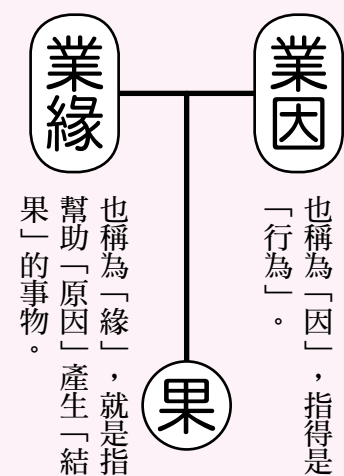 業因
也稱為「因」，指得是
「行為」。
業緣
也稱為「緣」，就是指
幫助「原因」產生「結
果」的事物。
果